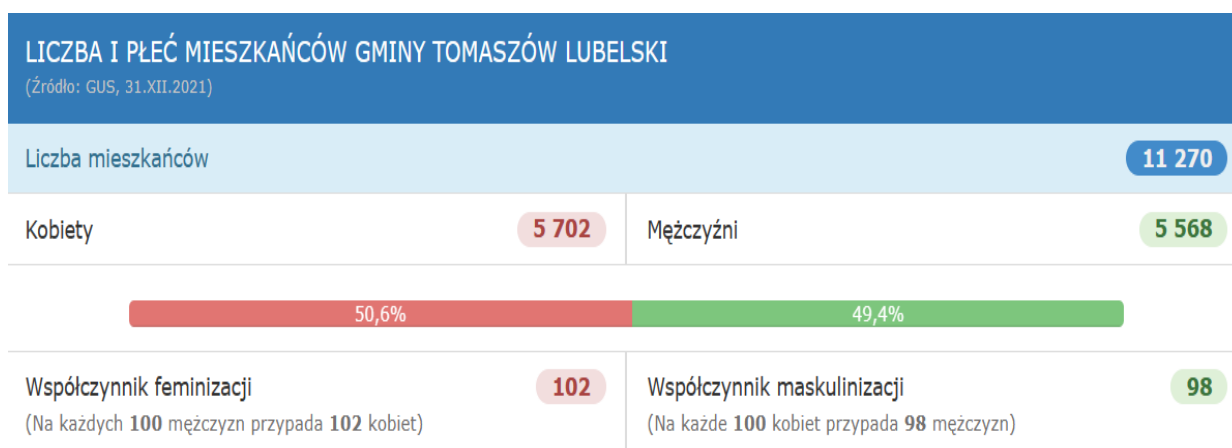 LICZBA I PŁEĆ MIESZKAŃCÓW GMINY TOMASZÓW LUBELSKI
(Źródło: GUS, 31.XII.2021)
Liczba mieszkańców 11 270
Kobiety 5 702 Mężczyźni 5 568
50,6% 49,4%
Współczynnik feminizacji 102 Współczynnik maskulinizacji 98
(Na każdych 100 mężczyzn przypada 102 kobiet) (Na każde 100 kobiet przypada 98 mężczyzn)